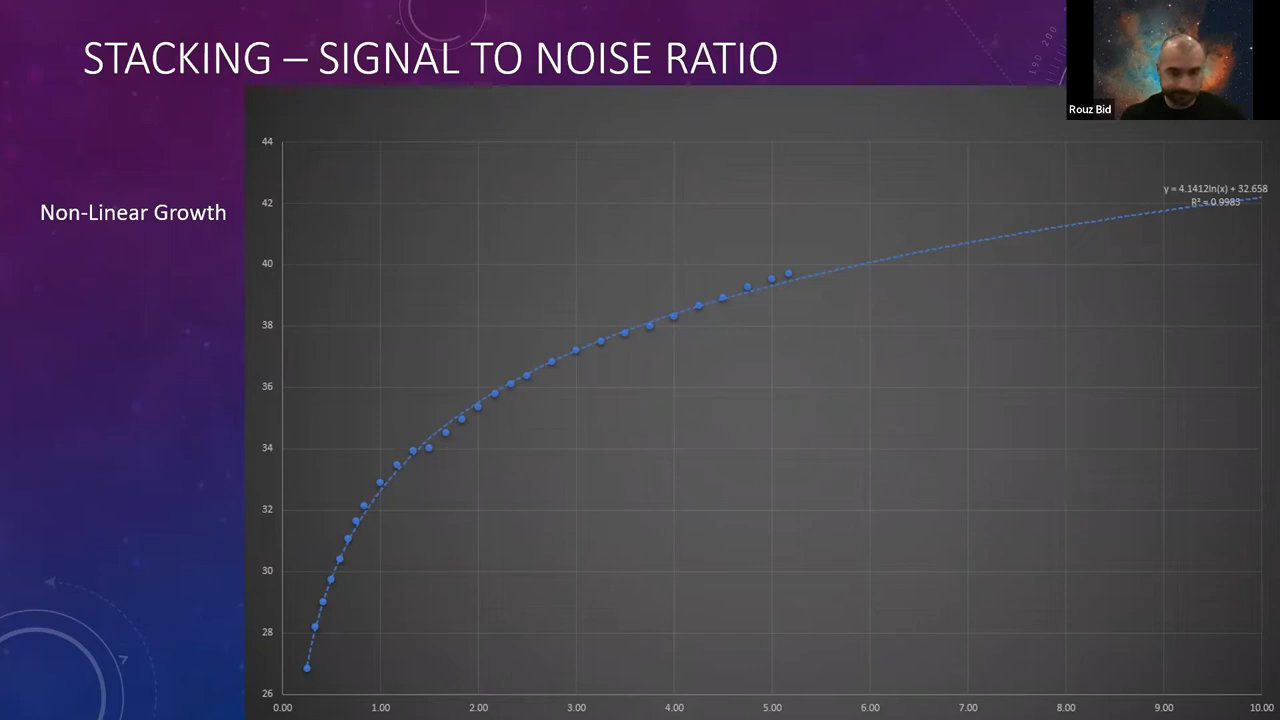 STACKING – SIGNAL TO NOISE RATIO
190 200
Rouz Bid
Non-Linear Growth
44
42
40
38
36
34
32
30
28
26
y = 4.1412ln(x) + 32.658
R² = 0.9983
0.00 1.00 2.00 3.00 4.00 5.00 6.00 7.00 8.00 9.00 10.00